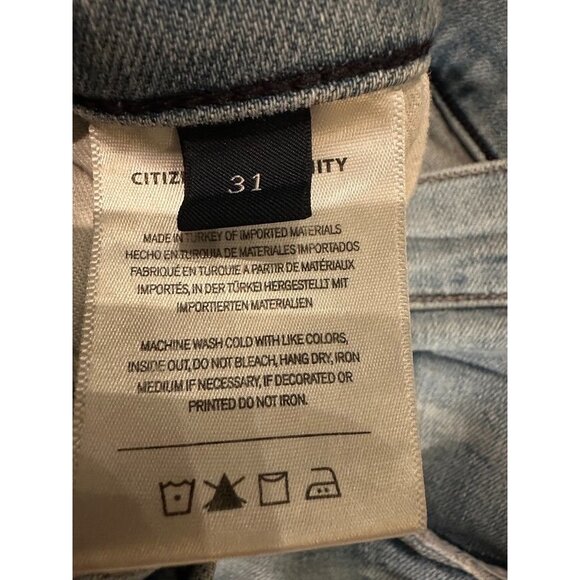 CITIZ NITY
31
MADE IN TURKEY OF IMPORTED MATERIALS
HECHO EN TURQUIA DE MATERIALES IMPORTADOS
FABRIQUÉ EN TURQUIE A PARTIR DE MATÉRIAUX
IMPORTÉS, IN DER TÜRKEI HERGESTELLT MIT
IMPORTIERTEN MATERIALIEN
MACHINE WASH COLD WITH LIKE COLORS,
INSIDE OUT, DO NOT BLEACH, HANG DRY, IRON
MEDIUM IF NECESSARY, IF DECORATED OR
PRINTED DO NOT IRON.